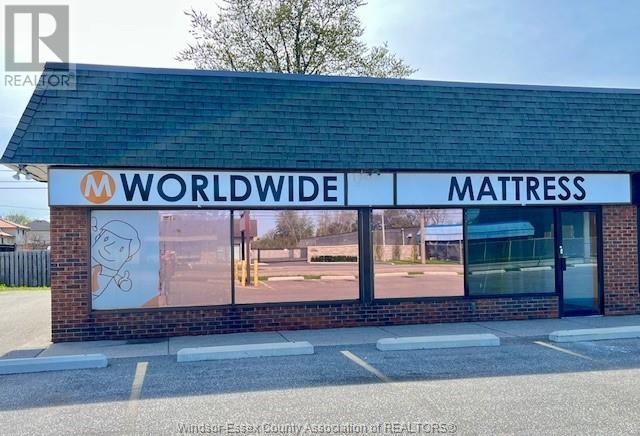 R
REALTOR®
M WORLDWIDE MATTRESS
Windsor-Essex County Association of REALTORS®